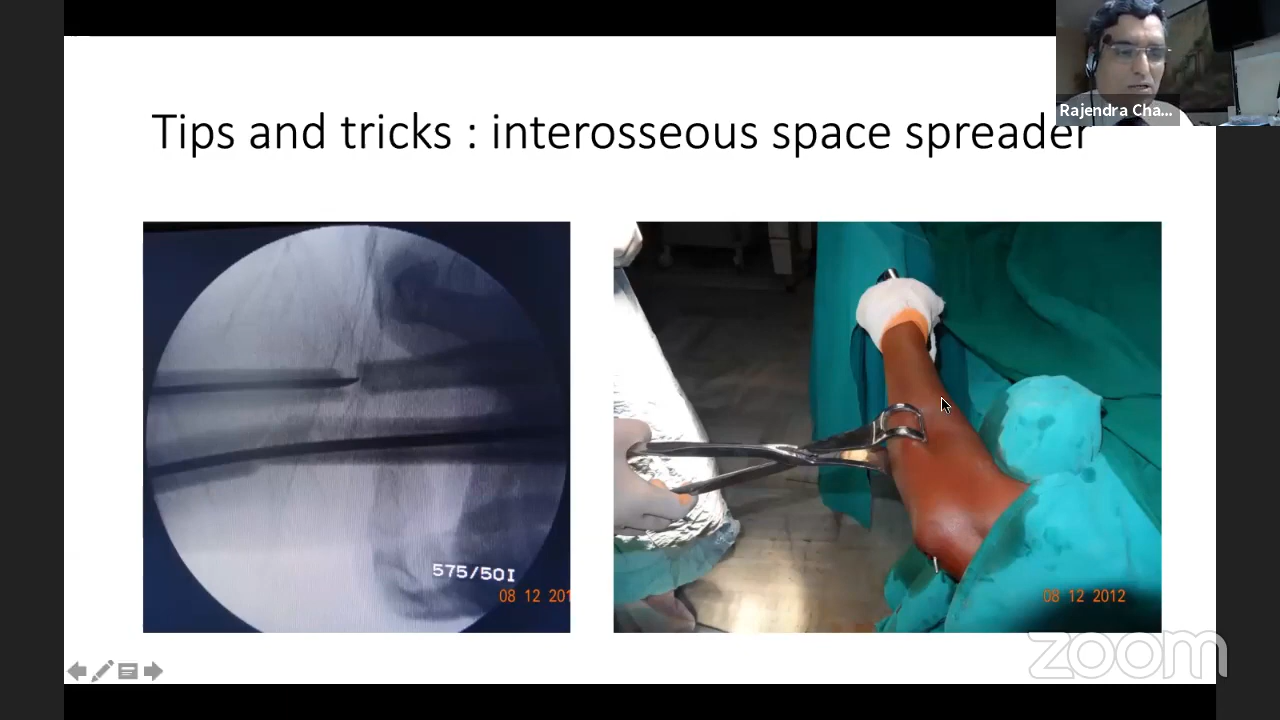 Rajendra Cha...
Tips and tricks : interosseous space spreader
575/50I
08 12 201
08 12 2012
zoom